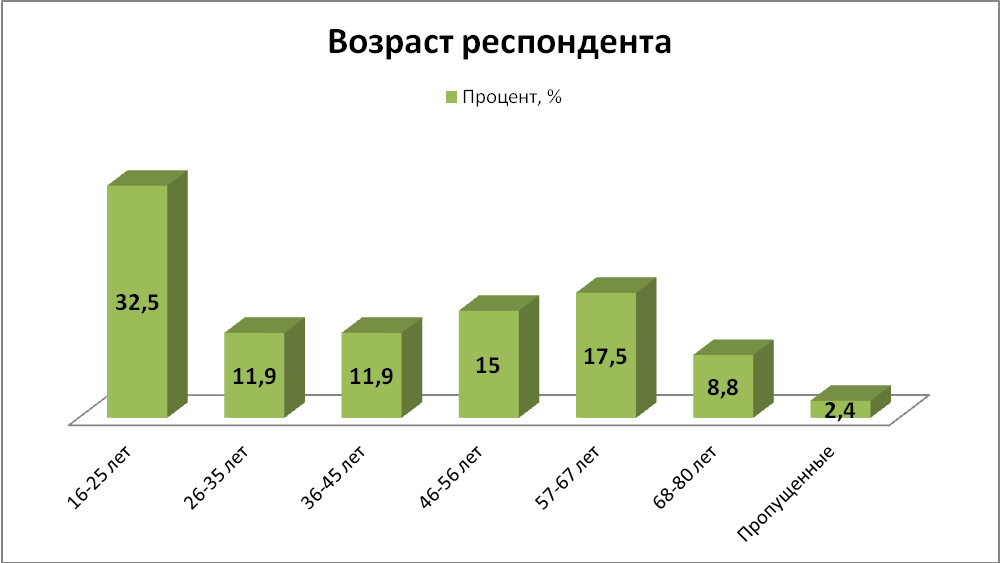 Возраст респондента
Процент, %
32,5
11,9
11,9
15
17,5
8,8
2,4
16-25 лет
26-35 лет
36-45 лет
46-56 лет
57-67 лет
68-80 лет
Пропущенные